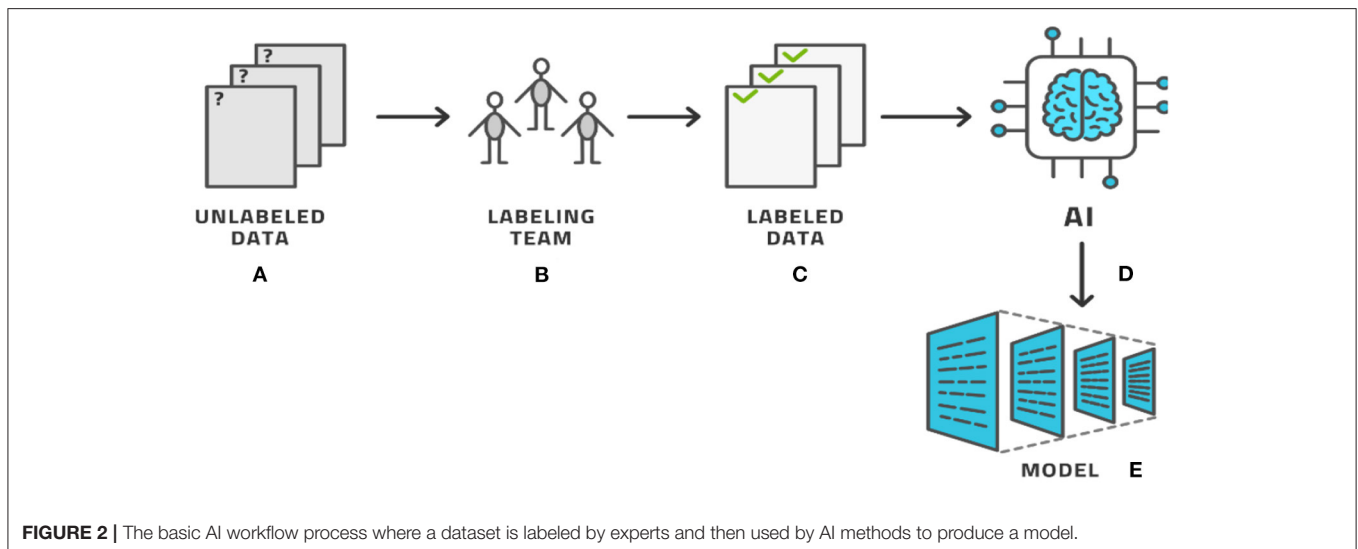 ?
?
?
UNLABELED
DATA
A
LABELING
TEAM
B
LABELED
DATA
C
AI
D
MODEL E
FIGURE 2 | The basic AI workflow process where a dataset is labeled by experts and then used by AI methods to produce a model.